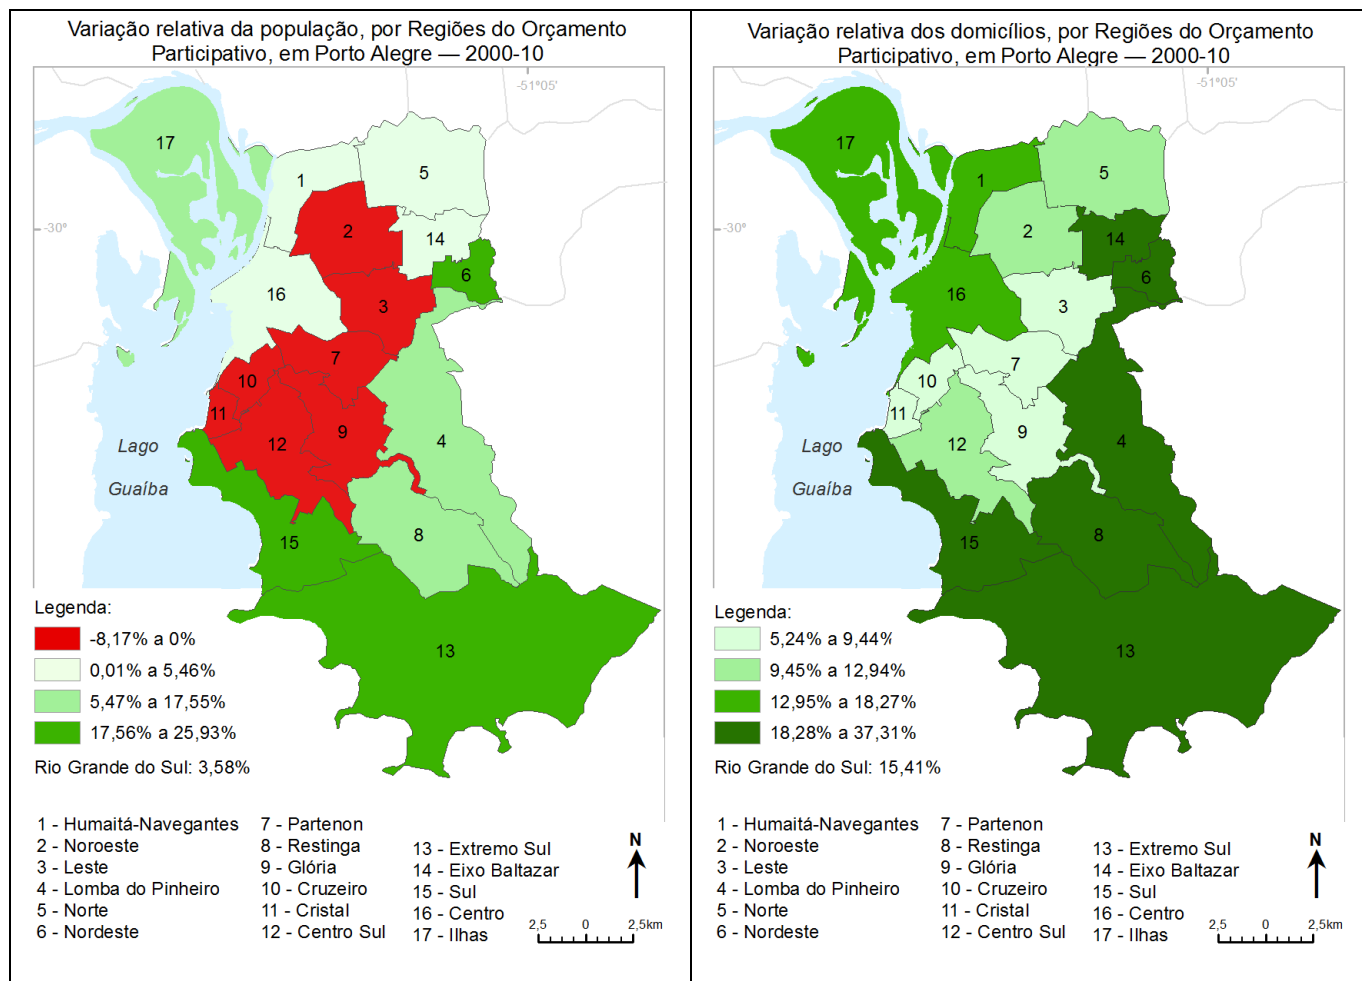 Variação relativa da população, por Regiões do Orçamento
Participativo, em Porto Alegre — 2000-10
-51°05'
-30°
17
1
5
2
14
6
16
3
7
10
11
12
9
4
8
15
13
Lago
Guaíba
Legenda:
-8,17% a 0%
0,01% a 5,46%
5,47% a 17,55%
17,56% a 25,93%
Rio Grande do Sul: 3,58%
1 - Humaitá-Navegantes
2 - Noroeste
3 - Leste
4 - Lomba do Pinheiro
5 - Norte
6 - Nordeste
7 - Partenon
8 - Restinga
9 - Glória
10 - Cruzeiro
11 - Cristal
12 - Centro Sul
13 - Extremo Sul
14 - Eixo Baltazar
15 - Sul
16 - Centro
17 - Ilhas
N
2,5 0 2,5km
Variação relativa dos domicílios, por Regiões do Orçamento
Participativo, em Porto Alegre — 2000-10
-51°05'
-30°
17
1
5
2
14
6
16
3
7
10
11
12
9
4
8
15
13
Lago
Guaíba
Legenda:
5,24% a 9,44%
9,45% a 12,94%
12,95% a 18,27%
18,28% a 37,31%
Rio Grande do Sul: 15,41%
1 - Humaitá-Navegantes
2 - Noroeste
3 - Leste
4 - Lomba do Pinheiro
5 - Norte
6 - Nordeste
7 - Partenon
8 - Restinga
9 - Glória
10 - Cruzeiro
11 - Cristal
12 - Centro Sul
13 - Extremo Sul
14 - Eixo Baltazar
15 - Sul
16 - Centro
17 - Ilhas
N
2,5 0 2,5km